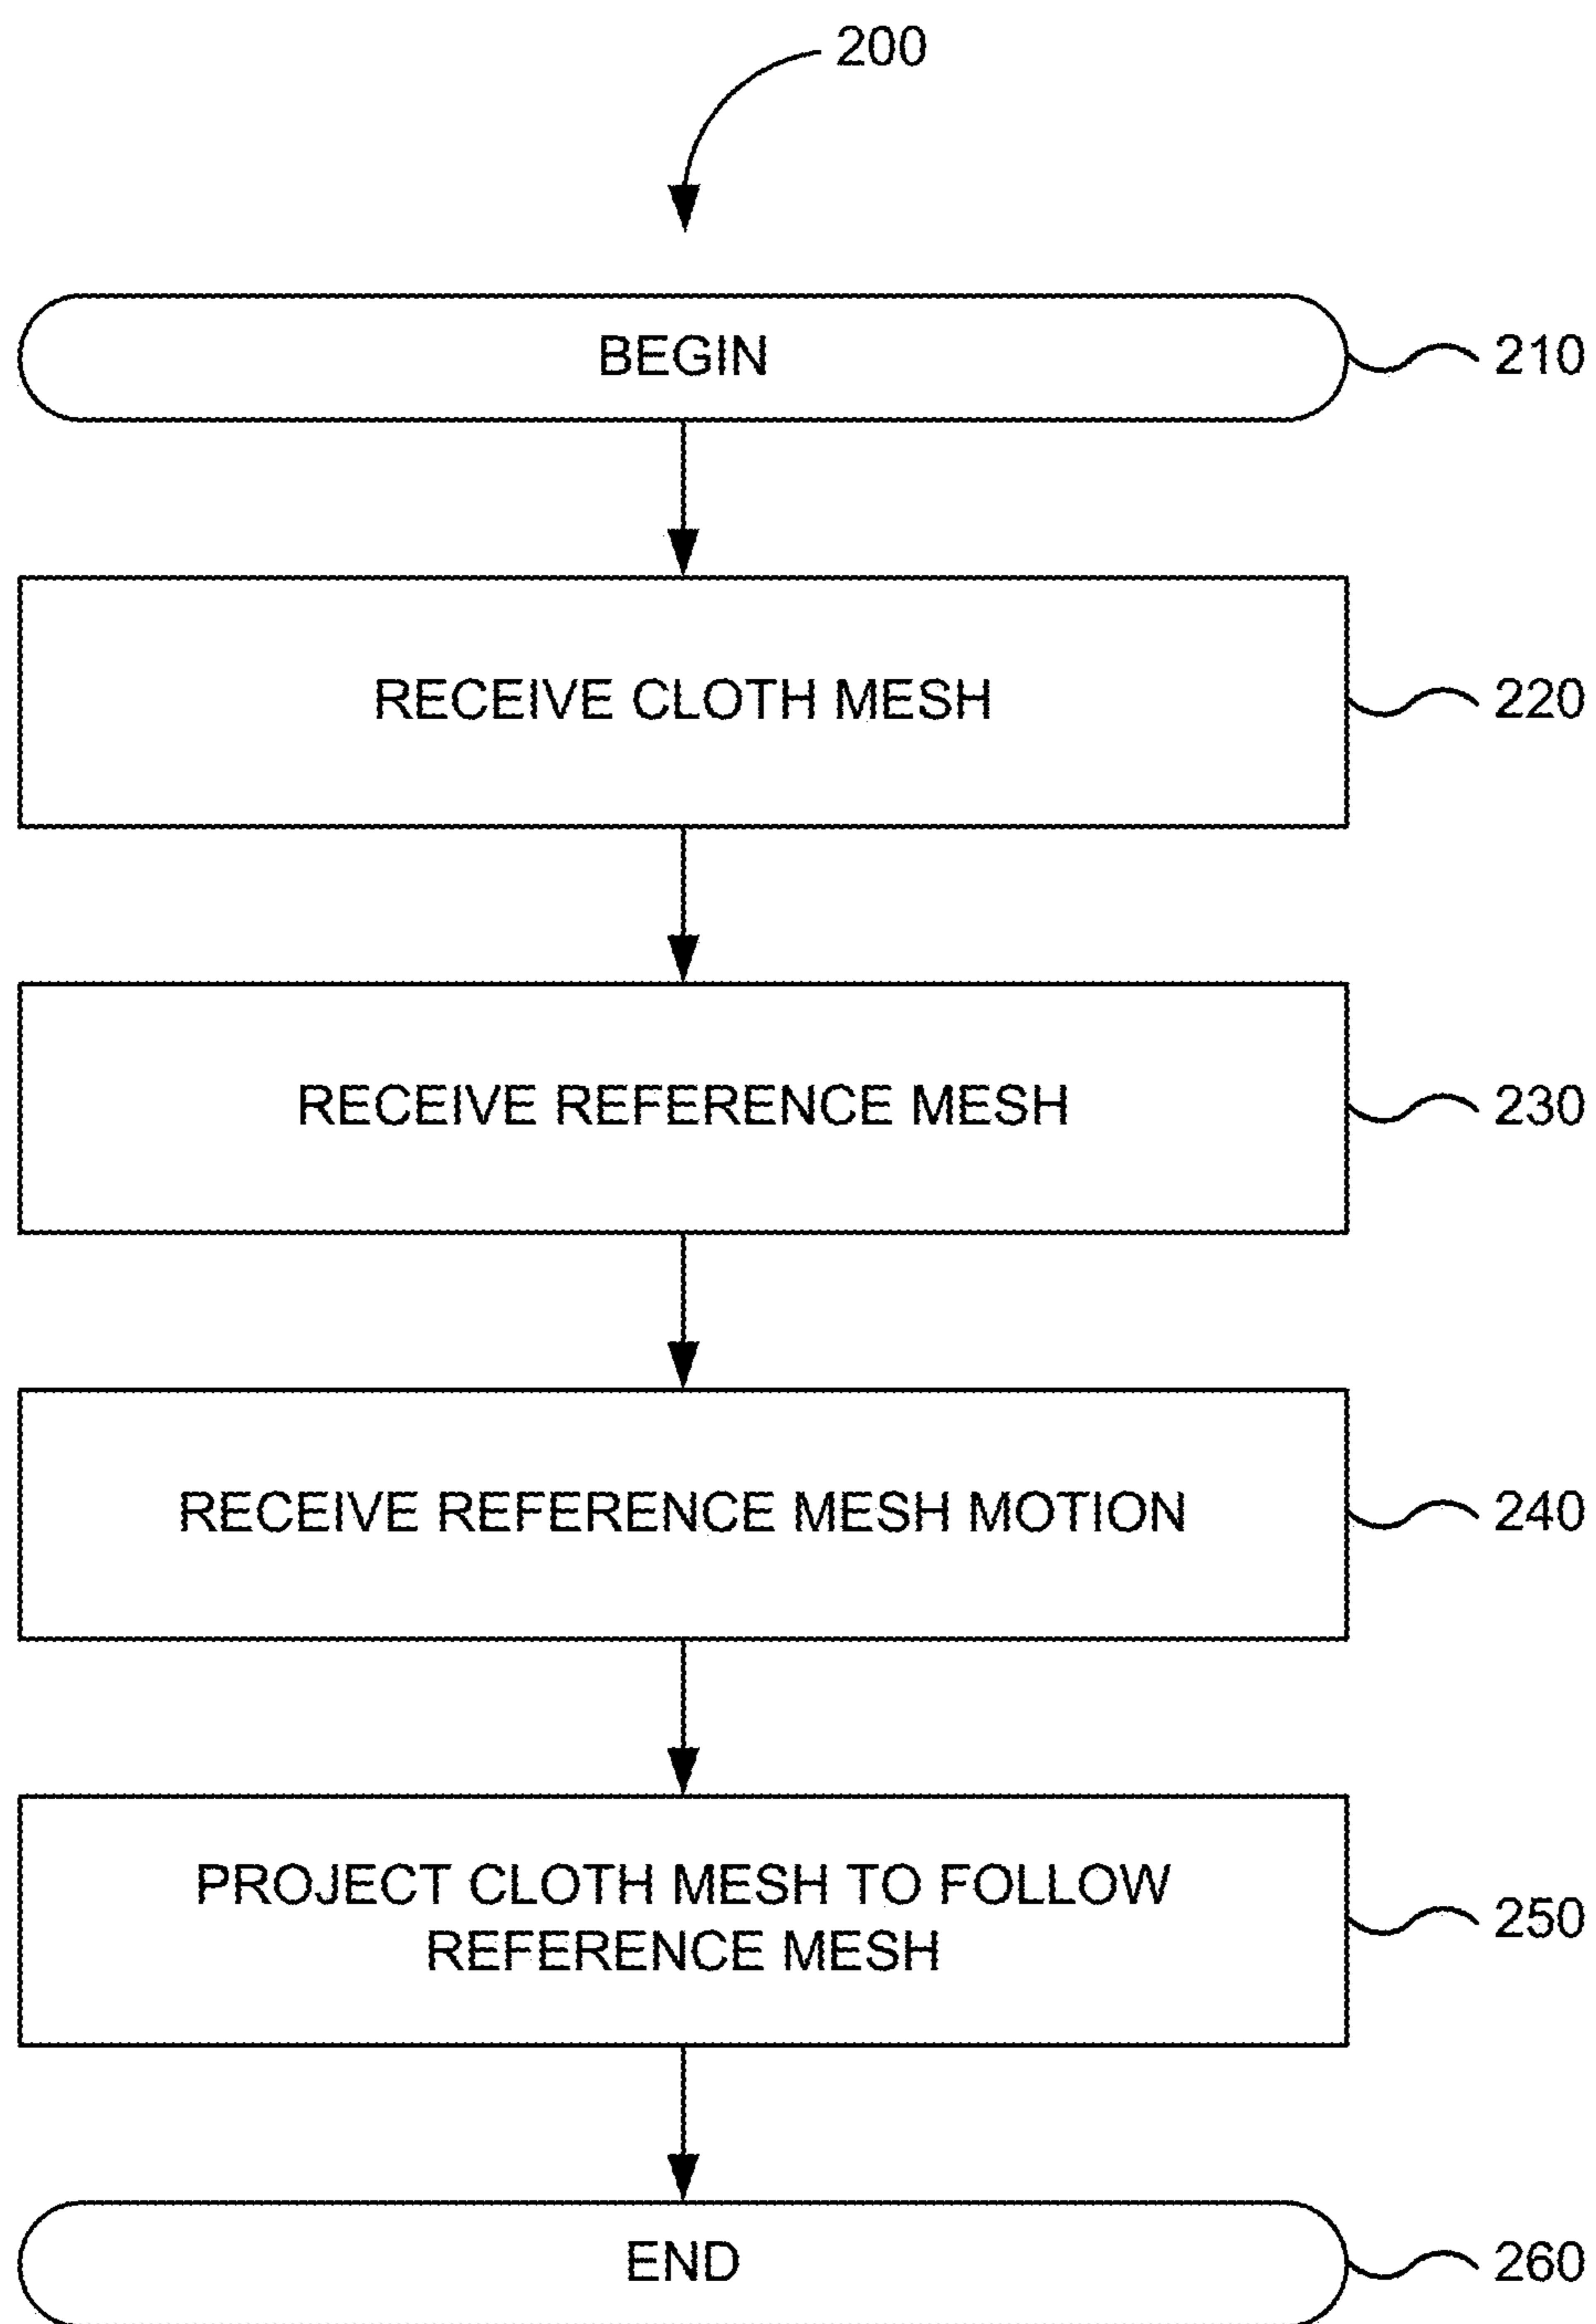 200
BEGIN
210
RECEIVE CLOTH MESH
220
RECEIVE REFERENCE MESH
230
RECEIVE REFERENCE MESH MOTION
240
PROJECT CLOTH MESH TO FOLLOW
REFERENCE MESH
250
END
260